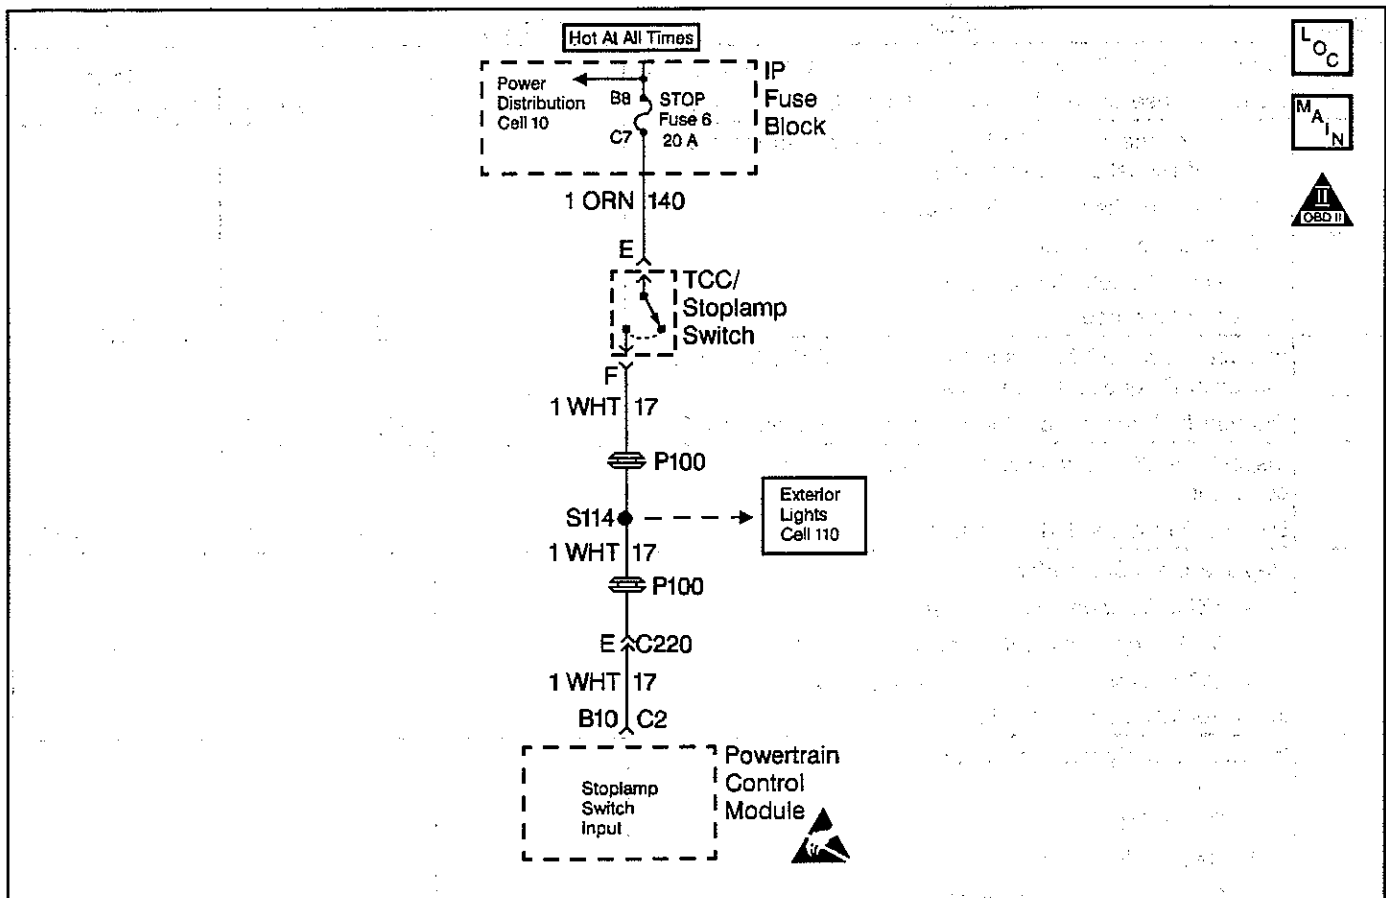 Hot At All Times
L O C
Power
Distribution
Cell 10
B8
C7
STOP
Fuse 6
20 A
IP
Fuse
Block
M A I N
II
OBD II
1 ORN 140
E
TCC/
Stoplamp
Switch
F
1 WHT 17
P100
S114
Exterior
Lights
Cell 110
1 WHT 17
P100
E C220
1 WHT 17
B10 C2
Stoplamp
Switch
Input
Powertrain
Control
Module